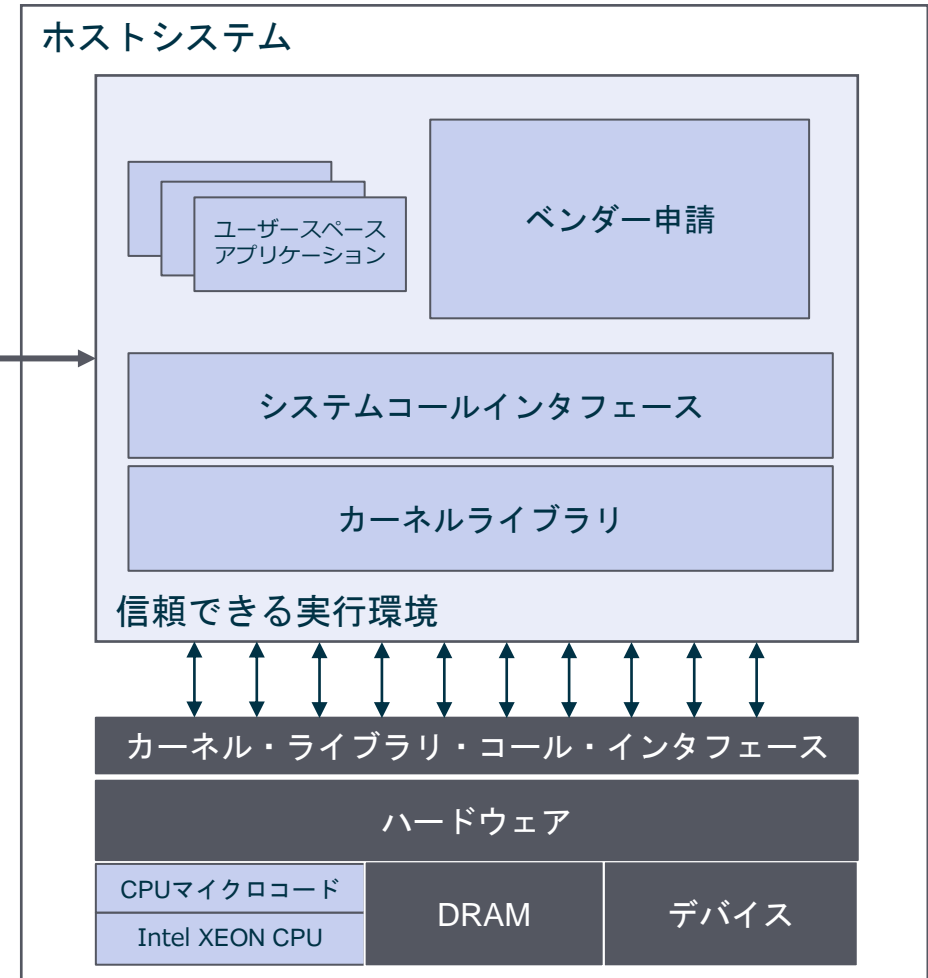 ホストシステム
ユーザースペース
アプリケーション
ベンダー申請
システムコールインタフェース
カーネルライブラリ
信頼できる実行環境
カーネル・ライブラリ・コール・インタフェース
ハードウェア
CPUマイクロコード
Intel XEON CPU
DRAM
デバイス